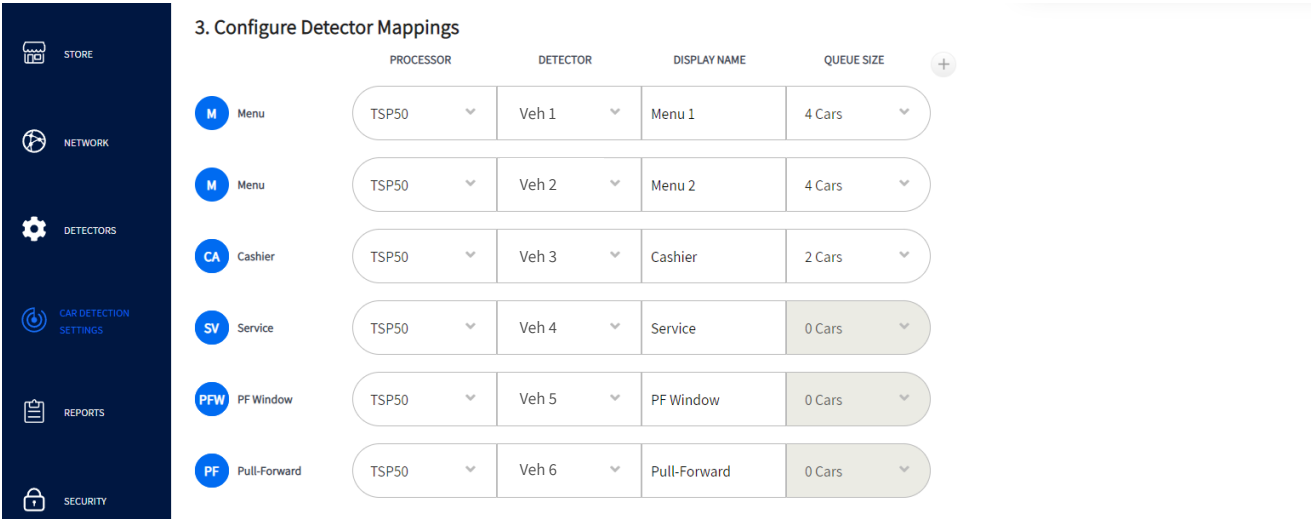 3. Configure Detector Mappings
PROCESSOR DETECTOR DISPLAY NAME QUEUE SIZE +
STORE
M Menu TSP50 Veh 1 Menu 1 4 Cars
NETWORK
M Menu TSP50 Veh 2 Menu 2 4 Cars
DETECTORS
CA Cashier TSP50 Veh 3 Cashier 2 Cars
CAR DETECTION
SETTINGS
SV Service TSP50 Veh 4 Service 0 Cars
PFW PF Window TSP50 Veh 5 PF Window 0 Cars
REPORTS
PF Pull-Forward TSP50 Veh 6 Pull-Forward 0 Cars
SECURITY